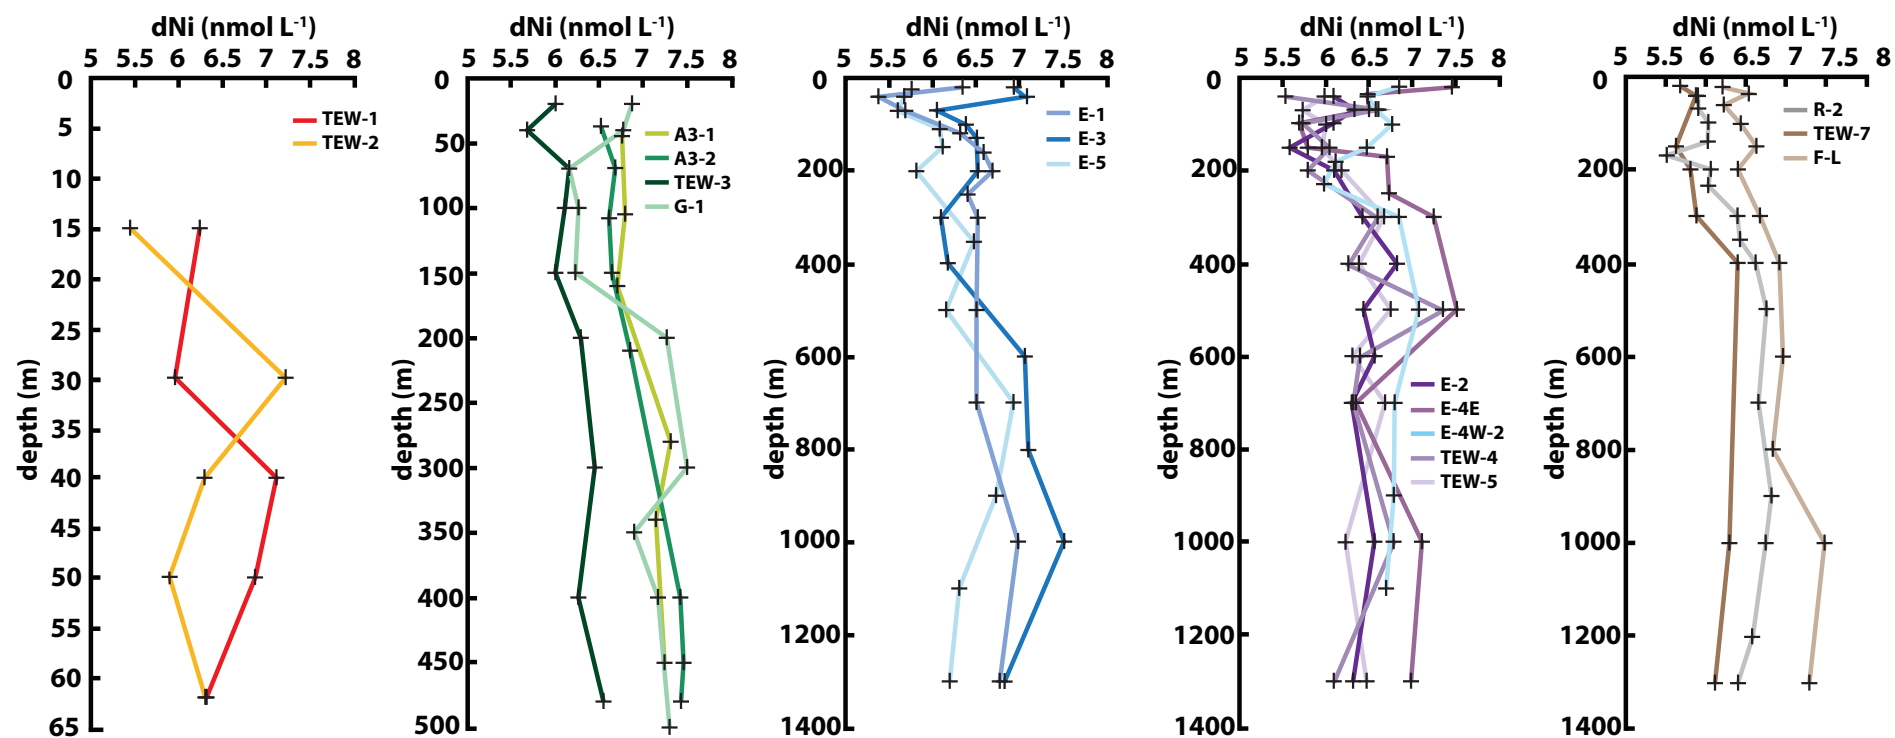 dNi (nmol L-1)
5 5.5 6 6.5 7 7.5 8
0
5
10
15
20
25
30
35
40
45
50
55
60
65
depth (m)
TEW-1
TEW-2
dNi (nmol L-1)
5 5.5 6 6.5 7 7.5 8
0
50
100
150
200
250
300
350
400
450
500
depth (m)
A3-1
A3-2
TEW-3
G-1
dNi (nmol L-1)
5 5.5 6 6.5 7 7.5 8
0
200
400
600
800
1000
1200
1400
depth (m)
E-1
E-3
E-5
dNi (nmol L-1)
5 5.5 6 6.5 7 7.5 8
0
200
400
600
800
1000
1200
1400
depth (m)
E-2
E-4E
E-4W-2
TEW-4
TEW-5
dNi (nmol L-1)
5 5.5 6 6.5 7 7.5 8
0
200
400
600
800
1000
1200
1400
depth (m)
R-2
TEW-7
F-L